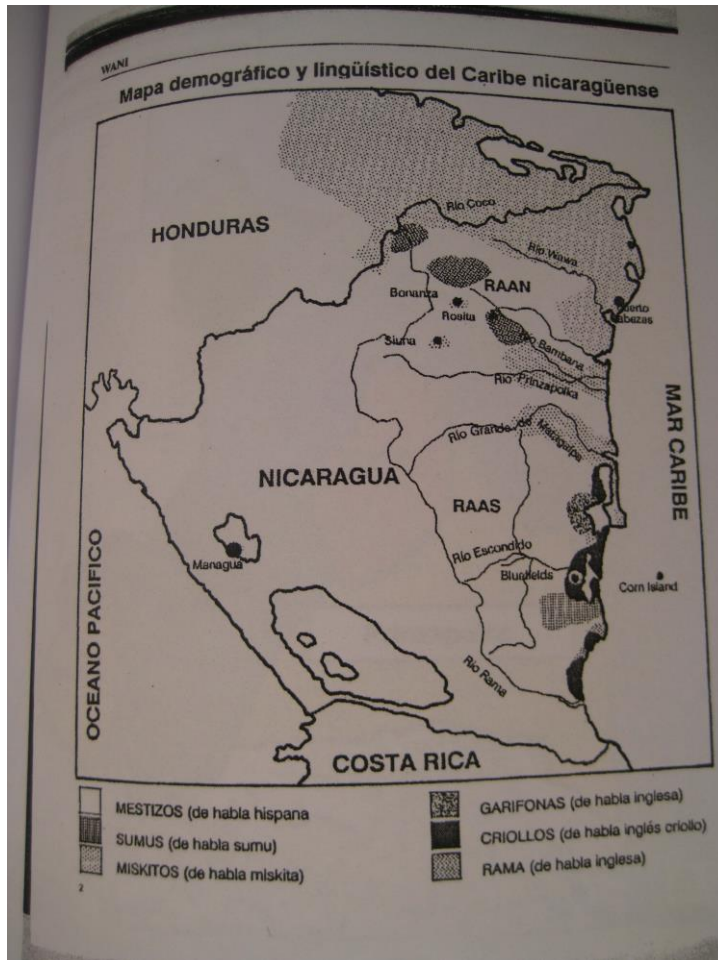 WANI
Mapa demográfico y lingüístico del Caribe nicaragüense
HONDURAS
Río Coco
Río Wawa
RAAN
Bonanza
Rosita
Puerto
Cabezas
Siuna
Río Bambana
Río Prinzapolka
Río Grande de Matagalpa
MAR CARIBE
NICARAGUA
RAAS
OCEANO PACIFICO
Managua
Río Escondido
Bluefields
Corn Island
Río Rama
COSTA RICA
MESTIZOS (de habla hispana
SUMUS (de habla sumu)
MISKITOS (de habla miskita)
GARIFONAS (de habla inglesa)
CRIOLLOS (de habla inglés criollo)
RAMA (de habla inglesa)
2